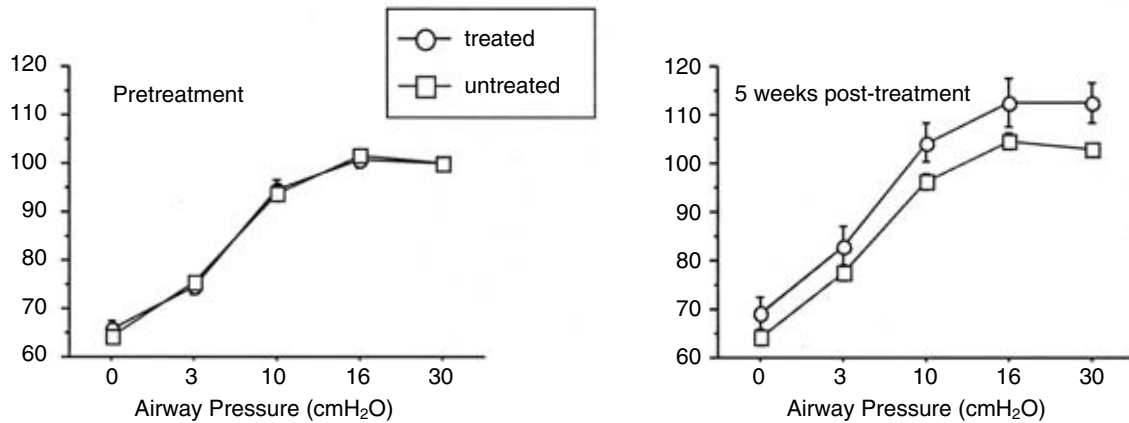 treated
untreated
Pretreatment
120
110
100
90
80
70
60
0 3 10 16 30
Airway Pressure (cmH₂O)
5 weeks post-treatment
120
110
100
90
80
70
60
0 3 10 16 30
Airway Pressure (cmH₂O)